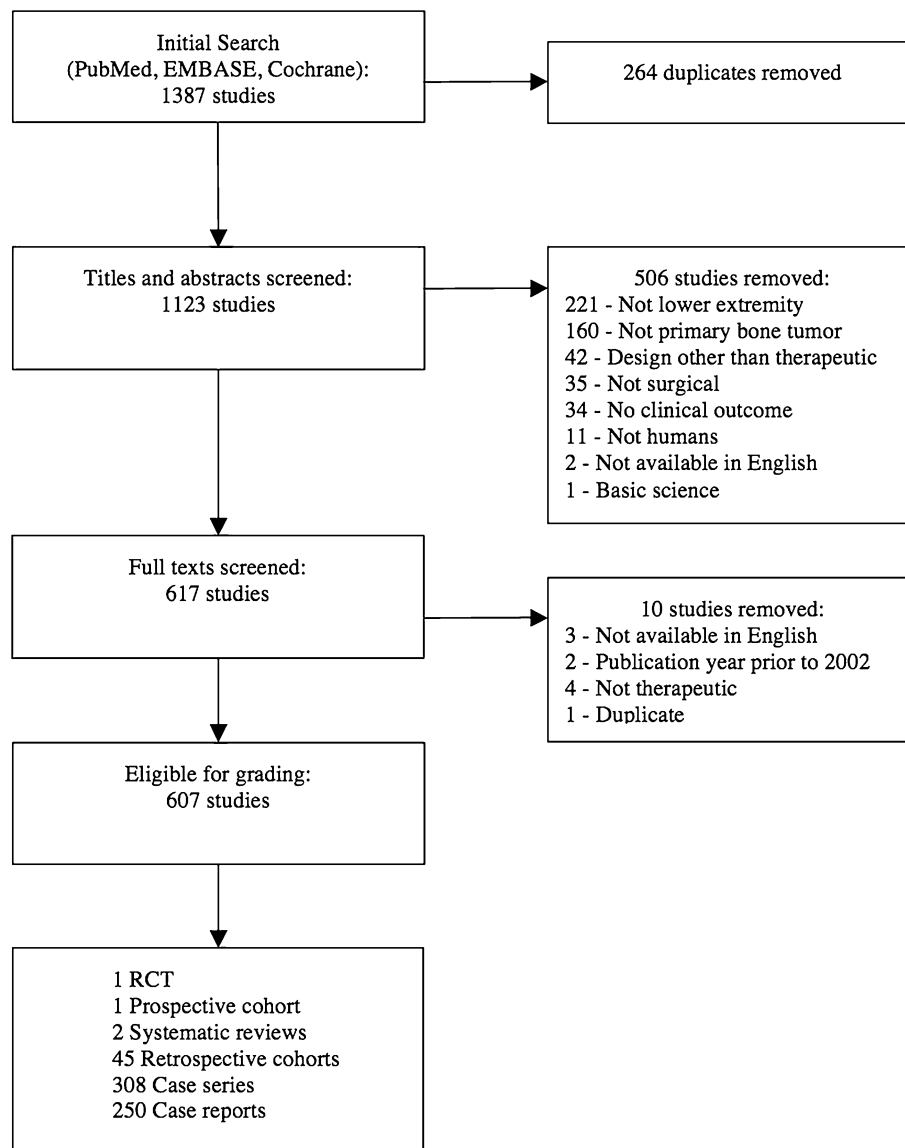 Initial Search
(PubMed, EMBASE, Cochrane):
1387 studies
264 duplicates removed
Titles and abstracts screened:
1123 studies
506 studies removed:
221 - Not lower extremity
160 - Not primary bone tumor
42 - Design other than therapeutic
35 - Not surgical
34 - No clinical outcome
11 - Not humans
2 - Not available in English
1 - Basic science
Full texts screened:
617 studies
10 studies removed:
3 - Not available in English
2 - Publication year prior to 2002
4 - Not therapeutic
1 - Duplicate
Eligible for grading:
607 studies
1 RCT
1 Prospective cohort
2 Systematic reviews
45 Retrospective cohorts
308 Case series
250 Case reports